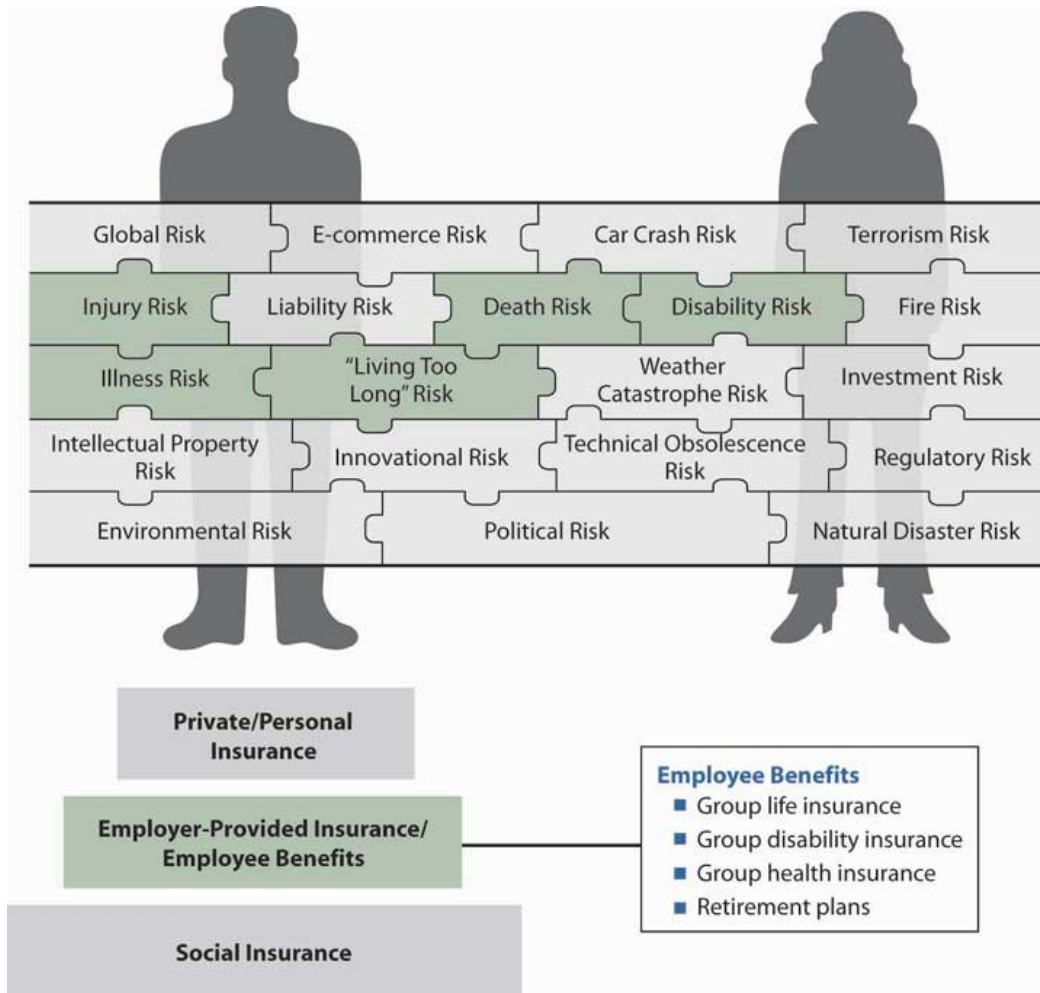 Global Risk
E-commerce Risk
Car Crash Risk
Terrorism Risk
Injury Risk
Liability Risk
Death Risk
Disability Risk
Fire Risk
Illness Risk
“Living Too
Long” Risk
Weather
Catastrophe Risk
Investment Risk
Intellectual Property
Risk
Innovational Risk
Technical Obsolescence
Risk
Regulatory Risk
Environmental Risk
Political Risk
Natural Disaster Risk
Private/Personal
Insurance
Employer-Provided Insurance/
Employee Benefits
Social Insurance
Employee Benefits
Group life insurance
Group disability insurance
Group health insurance
Retirement plans